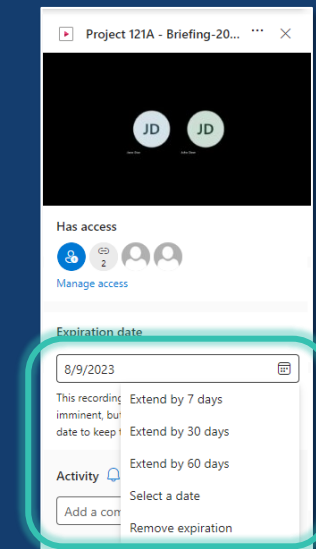 Project 121A - Briefing-20... ... ×
JD JD
Has access
2
Manage access
Expiration date
8/9/2023
This recording
imminent, but
date to keep
Extend by 7 days
Extend by 30 days
Extend by 60 days
Select a date
Remove expiration
Activity
Add a com